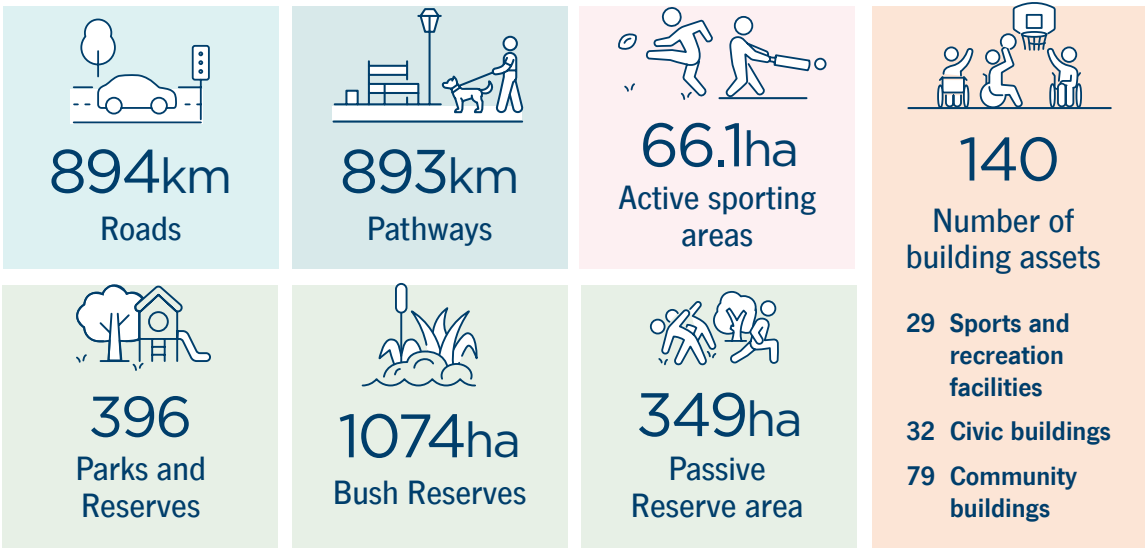 894km
Roads
893km
Pathways
66.1ha
Active sporting
areas
140
Number of
building assets
29 Sports and
recreation
facilities
32 Civic buildings
79 Community
buildings
396
Parks and
Reserves
1074ha
Bush Reserves
349ha
Passive
Reserve area